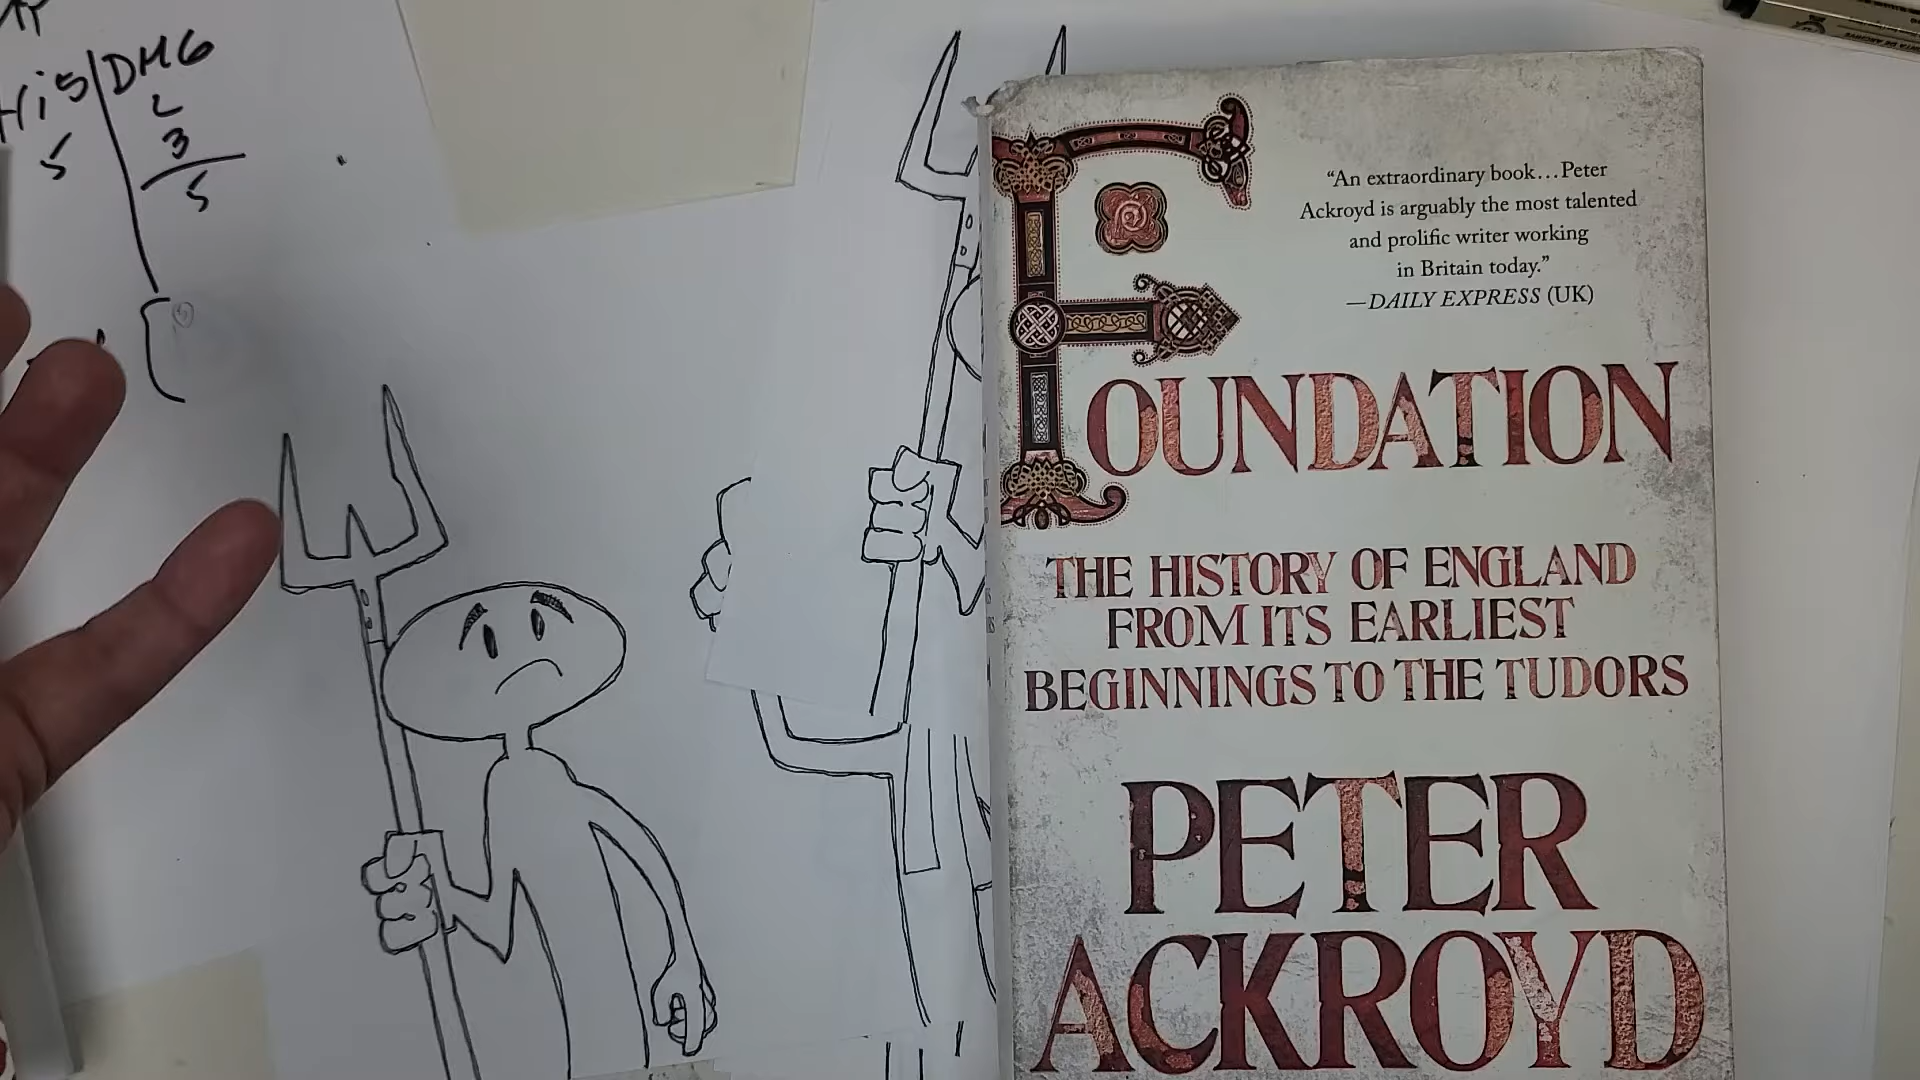 His DMG
5 2
3
5
“An extraordinary book…Peter
Ackroyd is arguably the most talented
and prolific writer working
in Britain today.”
—DAILY EXPRESS (UK)
FOUNDATION
THE HISTORY OF ENGLAND
FROM ITS EARLIEST
BEGINNINGS TO THE TUDORS
PETER
ACKROYD